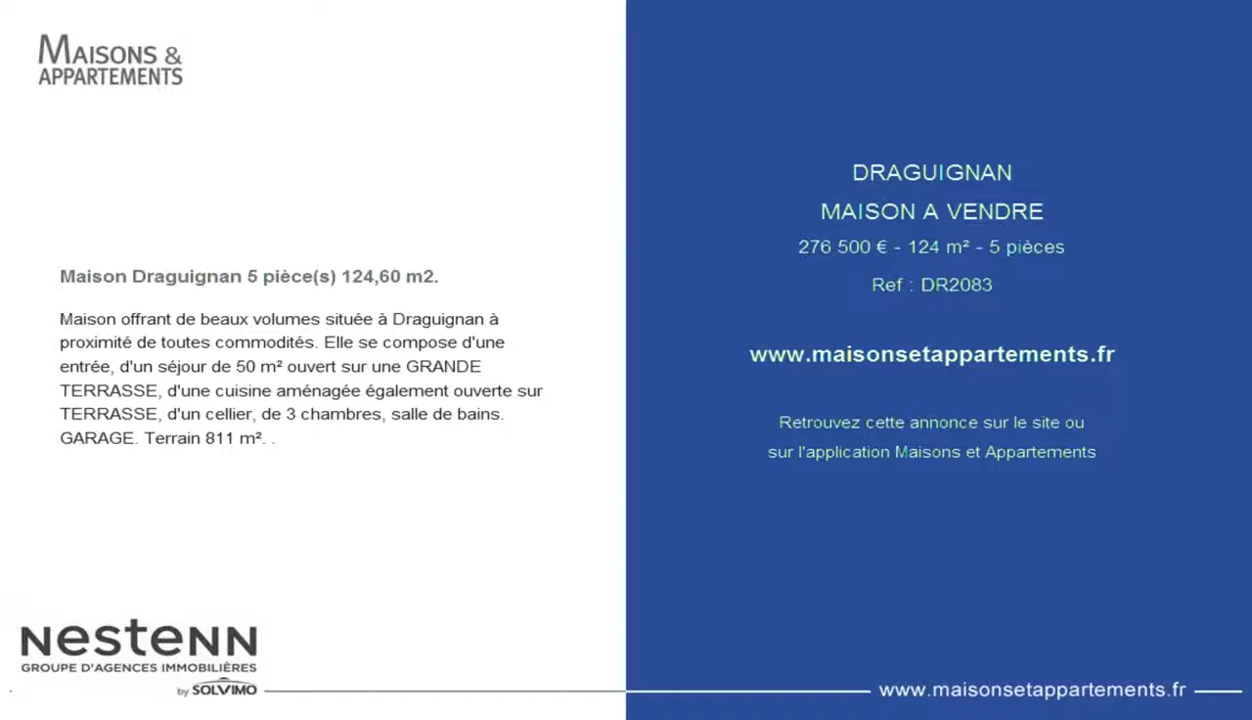 MAISONS &
APPARTEMENTS
Maison Draguignan 5 pièce(s) 124,60 m2.
Maison offrant de beaux volumes située à Draguignan à
proximité de toutes commodités. Elle se compose d'une
entrée, d'un séjour de 50 m² ouvert sur une GRANDE
TERRASSE, d'une cuisine aménagée également ouverte sur
TERRASSE, d'un cellier, de 3 chambres, salle de bains.
GARAGE. Terrain 811 m². .
nestenn
GROUPE D'AGENCES IMMOBILIÈRES
by SOLVIMO
DRAGUIGNAN
MAISON A VENDRE
276 500 € - 124 m² - 5 pièces
Ref : DR2083
www.maisonsetappartements.fr
Retrouvez cette annonce sur le site ou
sur l'application Maisons et Appartements
www.maisonsetappartements.fr